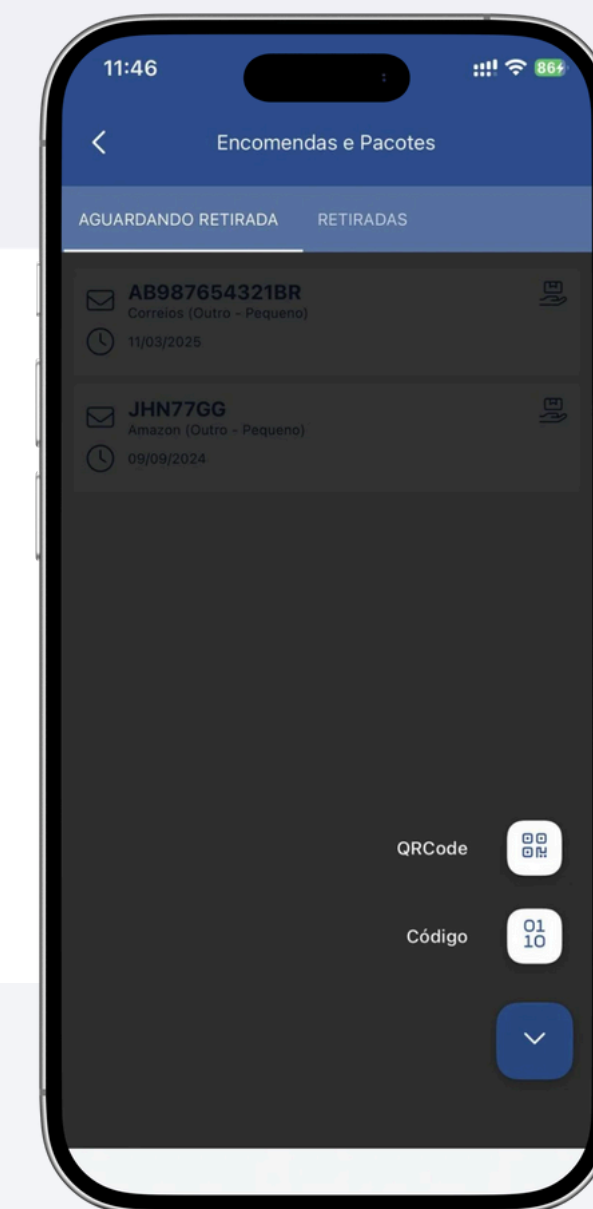 11:46
86
Encomendas e Pacotes
AGUARDANDO RETIRADA RETIRADAS
AB987654321BR
Correios (Outro - Pequeno)
11/03/2025
JHN77GG
Amazon (Outro - Pequeno)
09/09/2024
QRCode
Código
01
10